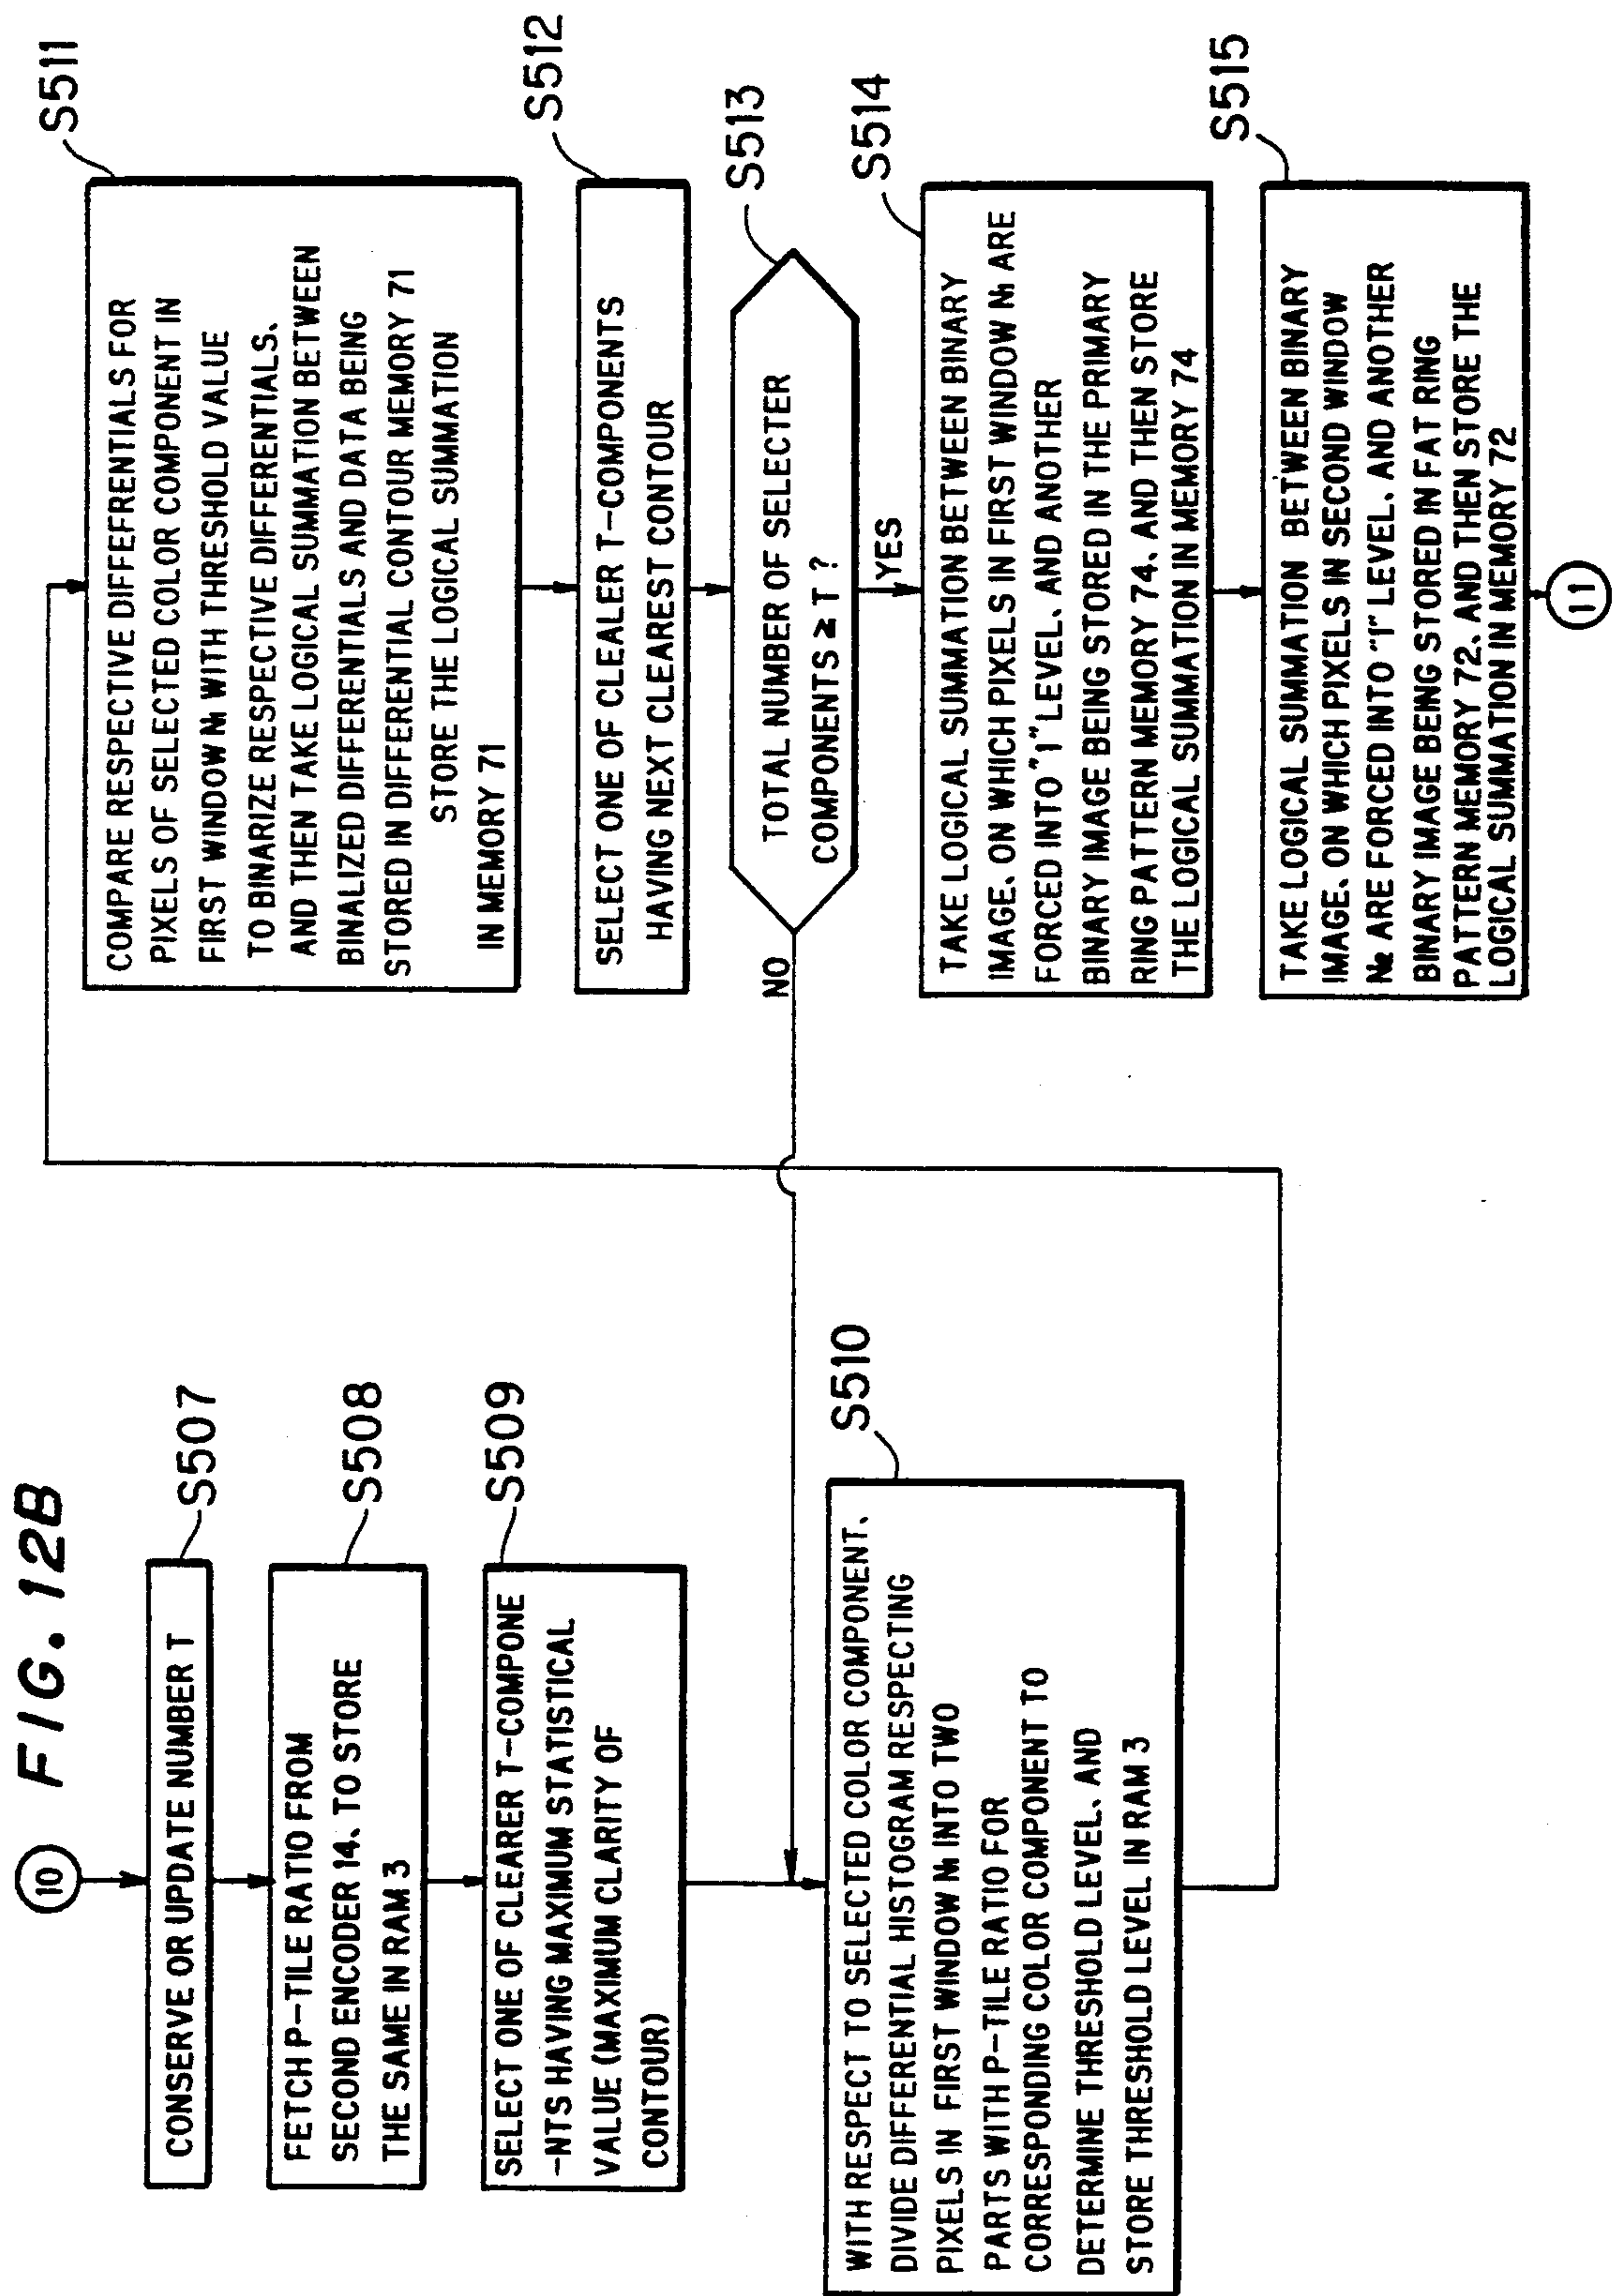 FIG. 12B
10
S507
CONSERVE OR UPDATE NUMBER T
S508
FETCH P-TILE RATIO FROM
SECOND ENCODER 14. TO STORE
THE SAME IN RAM 3
S509
SELECT ONE OF CLEARER T-COMPONE
-NTS HAVING MAXIMUM STATISTICAL
VALUE (MAXIMUM CLARITY OF
CONTOUR)
S510
WITH RESPECT TO SELECTED COLOR COMPONENT.
DIVIDE DIFFERENTIAL HISTOGRAM RESPECTING
PIXELS IN FIRST WINDOW N1 INTO TWO
PARTS WITH P-TILE RATIO FOR
CORRESPONDING COLOR COMPONENT TO
DETERMINE THRESHOLD LEVEL. AND
STORE THRESHOLD LEVEL IN RAM 3
S511
COMPARE RESPECTIVE DIFFEFRENTIALS FOR
PIXELS OF SELECTED COLOR COMPONENT IN
FIRST WINDOW N1 WITH THRESHOLD VALUE
TO BINARIZE RESPECTIVE DIFFERENTIALS.
AND THEN TAKE LOGICAL SUMMATION BETWEEN
BINALIZED DIFFERENTIALS AND DATA BEING
STORED IN DIFFERENTIAL CONTOUR MEMORY 71
STORE THE LOGICAL SUMMATION
IN MEMORY 71
S512
SELECT ONE OF CLEALER T-COMPONENTS
HAVING NEXT CLEAREST CONTOUR
S513
TOTAL NUMBER OF SELECTER
COMPONENTS ≥ T ?
NO
YES
S514
TAKE LOGICAL SUMMATION BETWEEN BINARY
IMAGE. ON WHICH PIXELS IN FIRST WINDOW N1 ARE
FORCED INTO "1" LEVEL. AND ANOTHER
BINARY IMAGE BEING STORED IN THE PRIMARY
RING PATTERN MEMORY 74. AND THEN STORE
THE LOGICAL SUMMATION IN MEMORY 74
S515
TAKE LOGICAL SUMMATION BETWEEN BINARY
IMAGE. ON WHICH PIXELS IN SECOND WINDOW
N2 ARE FORCED INTO "1" LEVEL. AND ANOTHER
BINARY IMAGE BEING STORED IN FAT RING
PATTERN MEMORY 72. AND THEN STORE THE
LOGICAL SUMMATION IN MEMORY 72
11